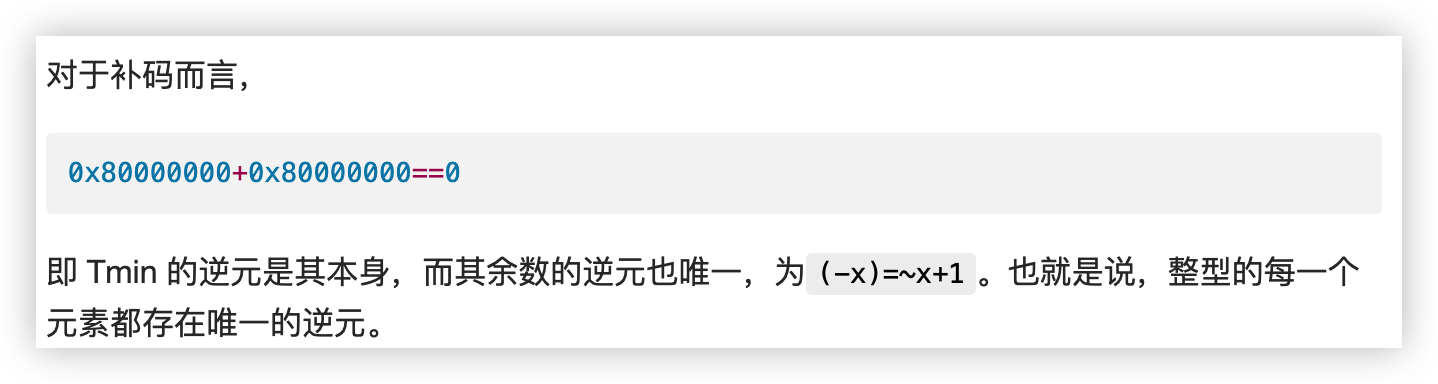 对于补码而言，
0x80000000+0x80000000==0
即 Tmin 的逆元是其本身，而其余数的逆元也唯一，为 (-x)=~x+1 。也就是说，整型的每一个
元素都存在唯一的逆元。